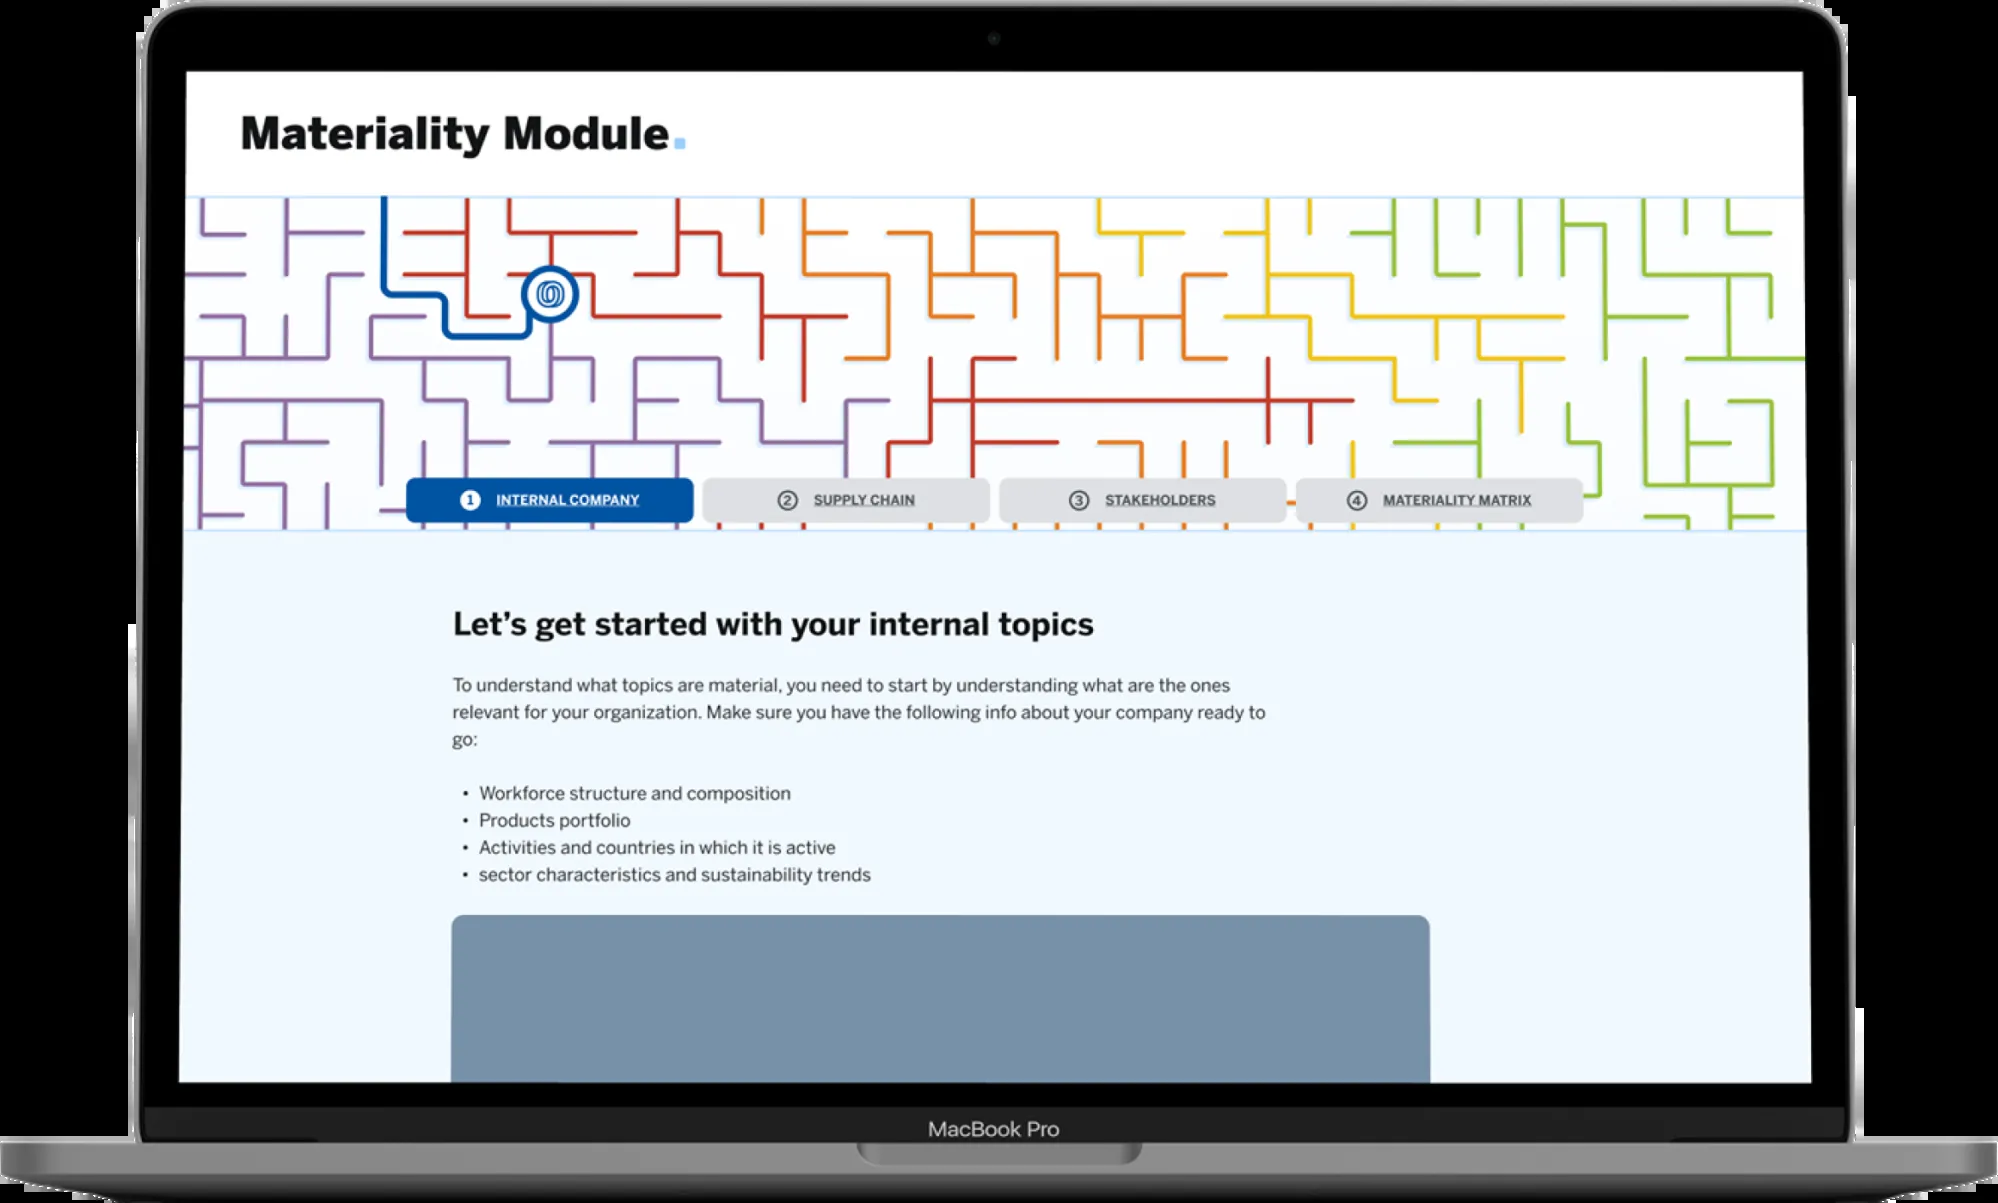 Materiality Module.
1 INTERNAL COMPANY
2 SUPPLY CHAIN
3 STAKEHOLDERS
4 MATERIALITY MATRIX
Let’s get started with your internal topics
To understand what topics are material, you need to start by understanding what are the ones
relevant for your organization. Make sure you have the following info about your company ready to
go:
• Workforce structure and composition
• Products portfolio
• Activities and countries in which it is active
• sector characteristics and sustainability trends
MacBook Pro